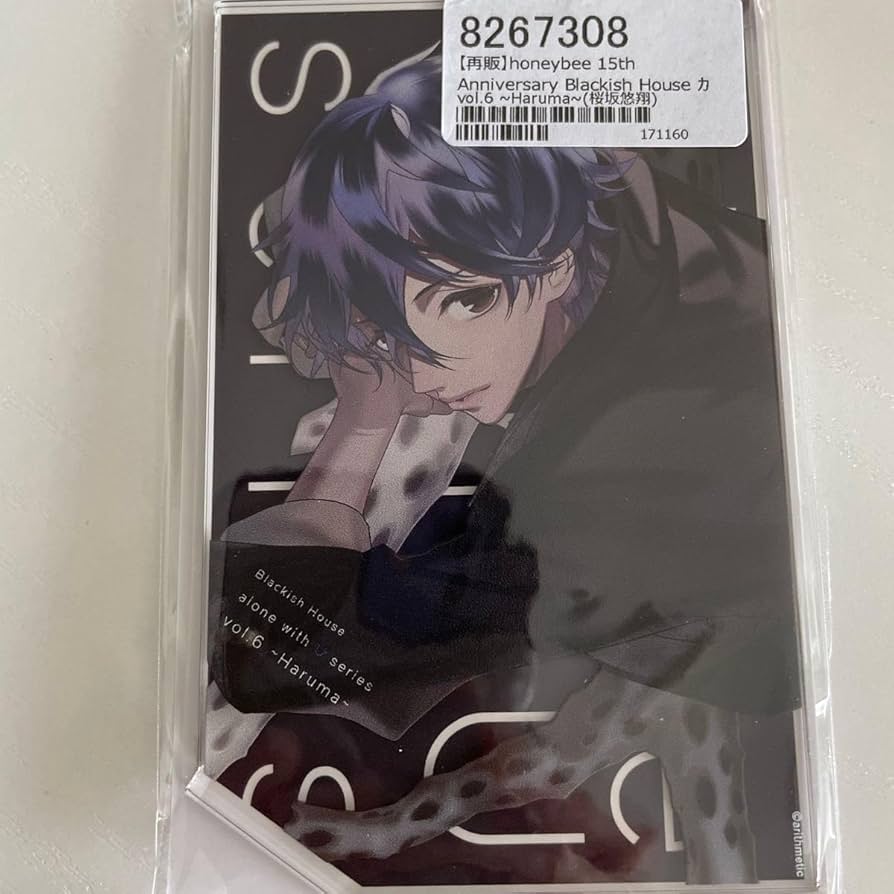 8267308
【再販】honeybee 15th
Anniversary Blackish House カ
vol.6 ~Haruma~(桜坂悠翔)
171160
Blackish House
alone with U series
vol.6 ~Haruma~
©arithmetic